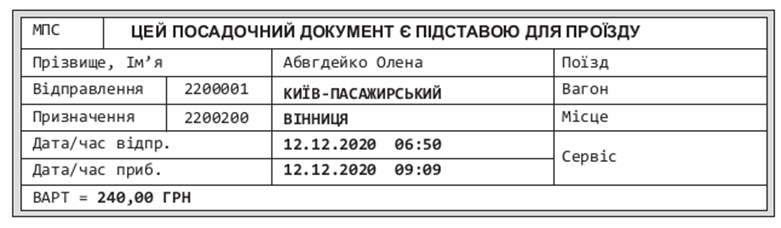 МПС ЦЕЙ ПОСАДОЧНИЙ ДОКУМЕНТ Є ПІДСТАВОЮ ДЛЯ ПРОЇЗДУ
Прізвище, Ім’я Абвгдейко Олена Поїзд
Відправлення 2200001 КИЇВ-ПАСАЖИРСЬКИЙ Вагон
Призначення 2200200 ВІННИЦЯ Місце
Дата/час відпр. 12.12.2020 06:50
Сервіс
Дата/час приб. 12.12.2020 09:09
ВАРТ = 240,00 ГРН